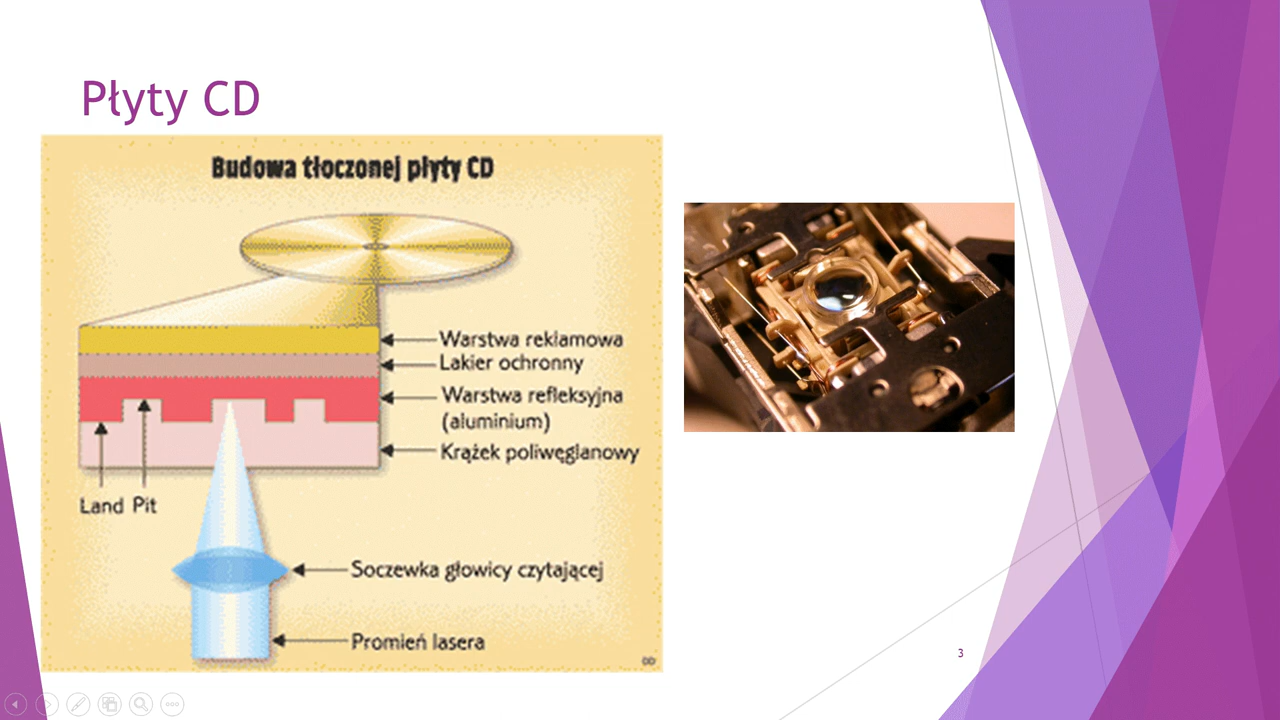 Płyty CD
Budowa tłoczonej płyty CD
Warstwa reklamowa
Lakier ochronny
Warstwa refleksyjna
(aluminium)
Krążek poliwęglanowy
Land Pit
Soczewka głowicy czytającej
Promień lasera
3